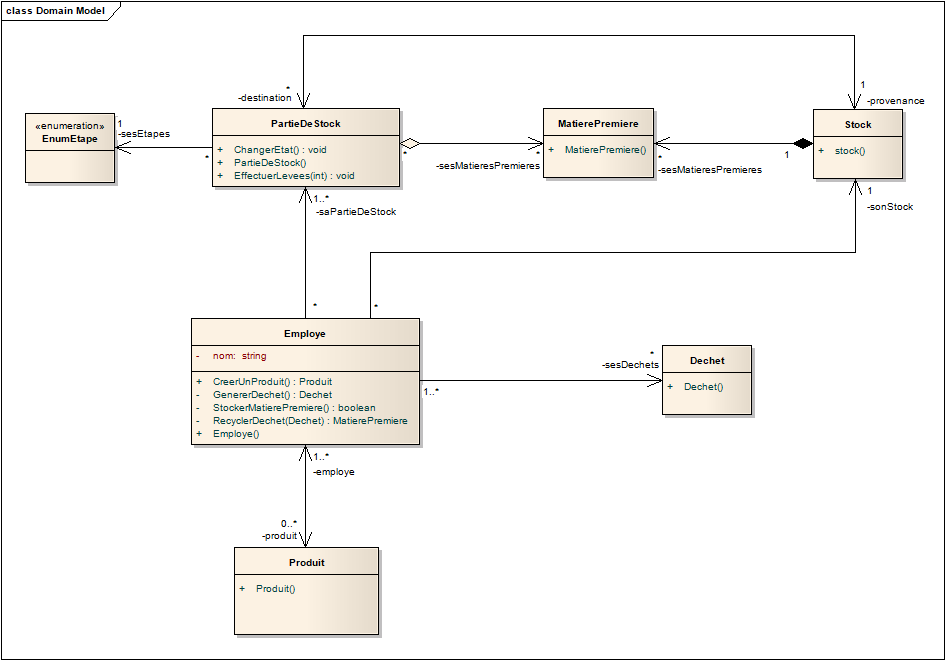 class Domain Model
*
-destination
1
-provenance
«enumeration»
EnumEtape
1
-sesEtapes
*
PartieDeStock
+ ChangerEtat() : void
+ PartieDeStock()
+ EffectuerLevees(int) : void
*
*
-sesMatieresPremieres
MatierePremiere
+ MatierePremiere()
*
-sesMatieresPremieres
1
Stock
+ stock()
1..*
-saPartieDeStock
1
-sonStock
*
*
Employe
- nom: string
+ CreerUnProduit() : Produit
- GenererDechet() : Dechet
- StockerMatierePremiere() : boolean
- RecyclerDechet(Dechet) : MatierePremiere
+ Employe()
1..*
*
-sesDechets
Dechet
+ Dechet()
1..*
-employe
0..*
-produit
Produit
+ Produit()